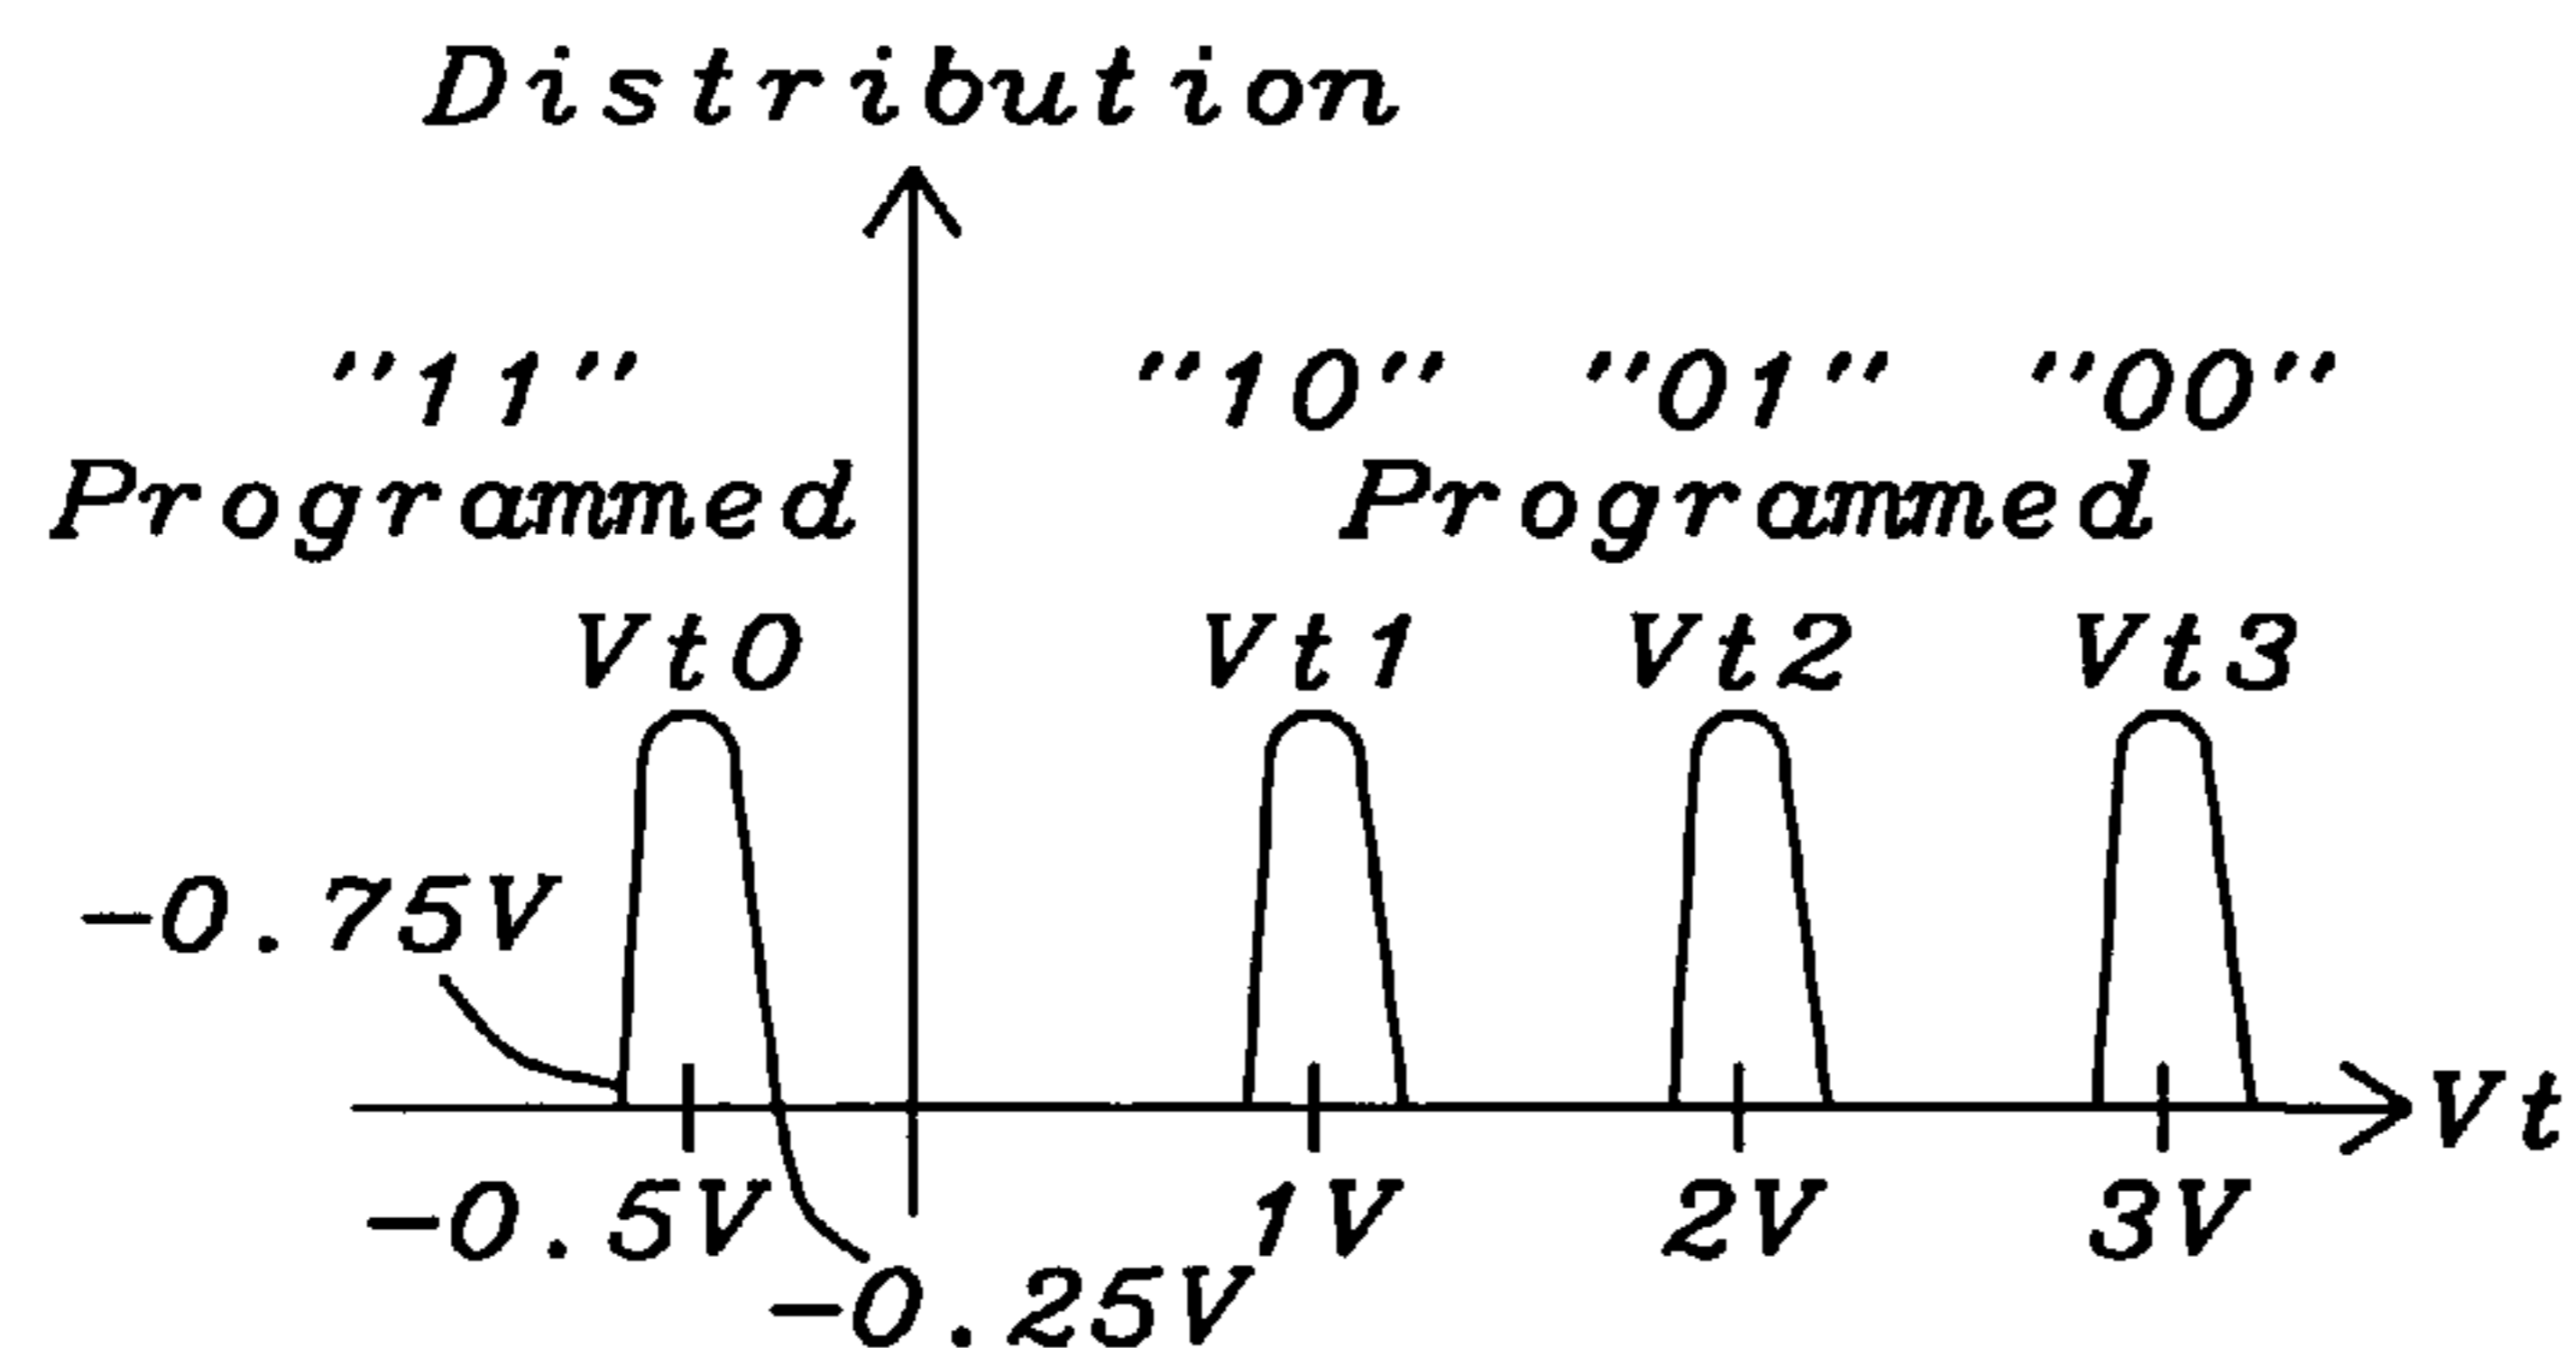 Distribution
"11" "10" "01" "00"
Programmed Programmed
Vt0 Vt1 Vt2 Vt3
-0.75V
Vt
-0.5V 1V 2V 3V
-0.25V